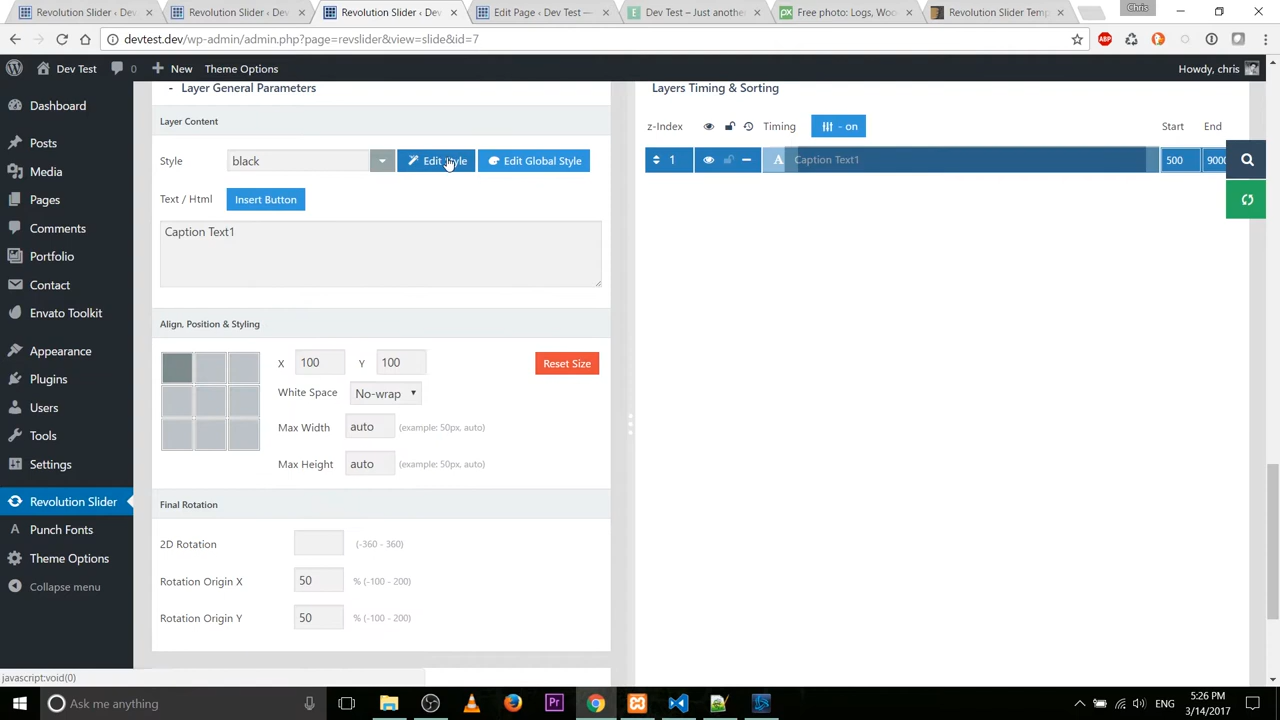 Revolution Slider ‹ Dev
Revolution Slider ‹ Dev
Revolution Slider ‹ Dev
Edit Page ‹ Dev Test —
Dev Test – Just another
Free photo: Logs, Woo
Revolution Slider Temp
Chris
devtest.dev/wp-admin/admin.php?page=revslider&view=slide&id=7
ABP
Dev Test
0
New
Theme Options
Howdy, chris
Dashboard
Posts
Media
Pages
Comments
Portfolio
Contact
Envato Toolkit
Appearance
Plugins
Users
Tools
Settings
Revolution Slider
Punch Fonts
Theme Options
Collapse menu
- Layer General Parameters
Layer Content
Style
black
Edit Style
Edit Global Style
Text / Html
Insert Button
Caption Text1
Align, Position & Styling
X
100
Y
100
Reset Size
White Space
No-wrap
Max Width
auto
(example: 50px, auto)
Max Height
auto
(example: 50px, auto)
Final Rotation
2D Rotation
(-360 - 360)
Rotation Origin X
50
% (-100 - 200)
Rotation Origin Y
50
% (-100 - 200)
Layers Timing & Sorting
z-Index
Timing
- on
Start
End
1
A
Caption Text1
500
9000
javascript:void(0)
Ask me anything
Pr
ENG
5:26 PM
3/14/2017